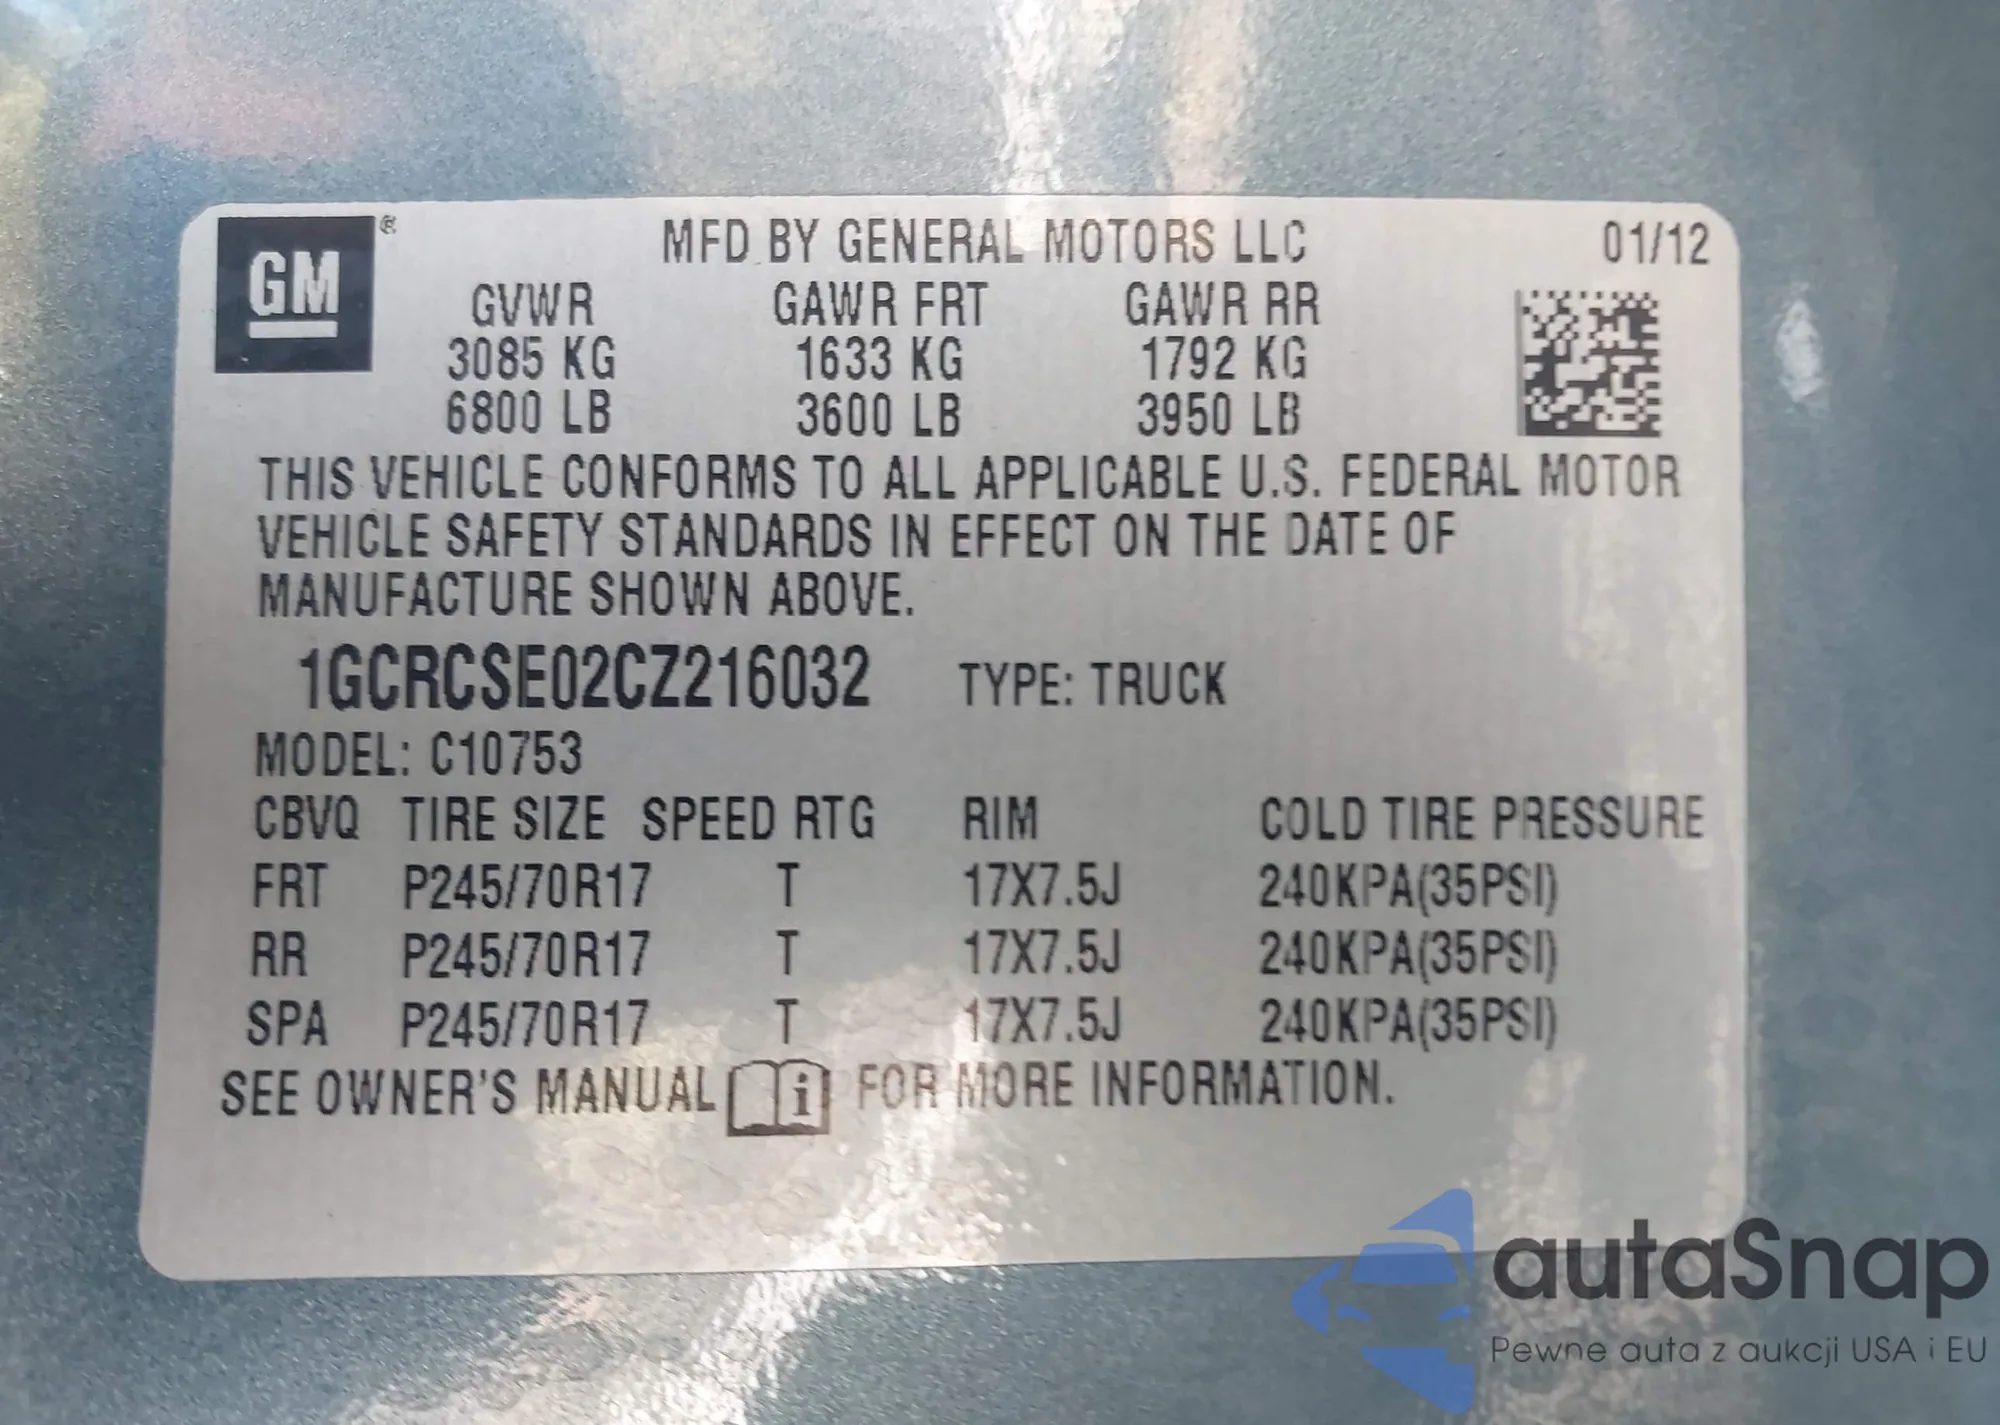 GM®
MFD BY GENERAL MOTORS LLC 01/12
GVWR GAWR FRT GAWR RR
3085 KG 1633 KG 1792 KG
6800 LB 3600 LB 3950 LB
THIS VEHICLE CONFORMS TO ALL APPLICABLE U.S. FEDERAL MOTOR
VEHICLE SAFETY STANDARDS IN EFFECT ON THE DATE OF
MANUFACTURE SHOWN ABOVE.
1GCRCSE02CZ216032 TYPE: TRUCK
MODEL: C10753
CBVQ TIRE SIZE SPEED RTG RIM COLD TIRE PRESSURE
FRT P245/70R17 T 17X7.5J 240KPA(35PSI)
RR P245/70R17 T 17X7.5J 240KPA(35PSI)
SPA P245/70R17 T 17X7.5J 240KPA(35PSI)
SEE OWNER'S MANUAL i FOR MORE INFORMATION.
autaSnap
Pewne auta z aukcji USA i EU